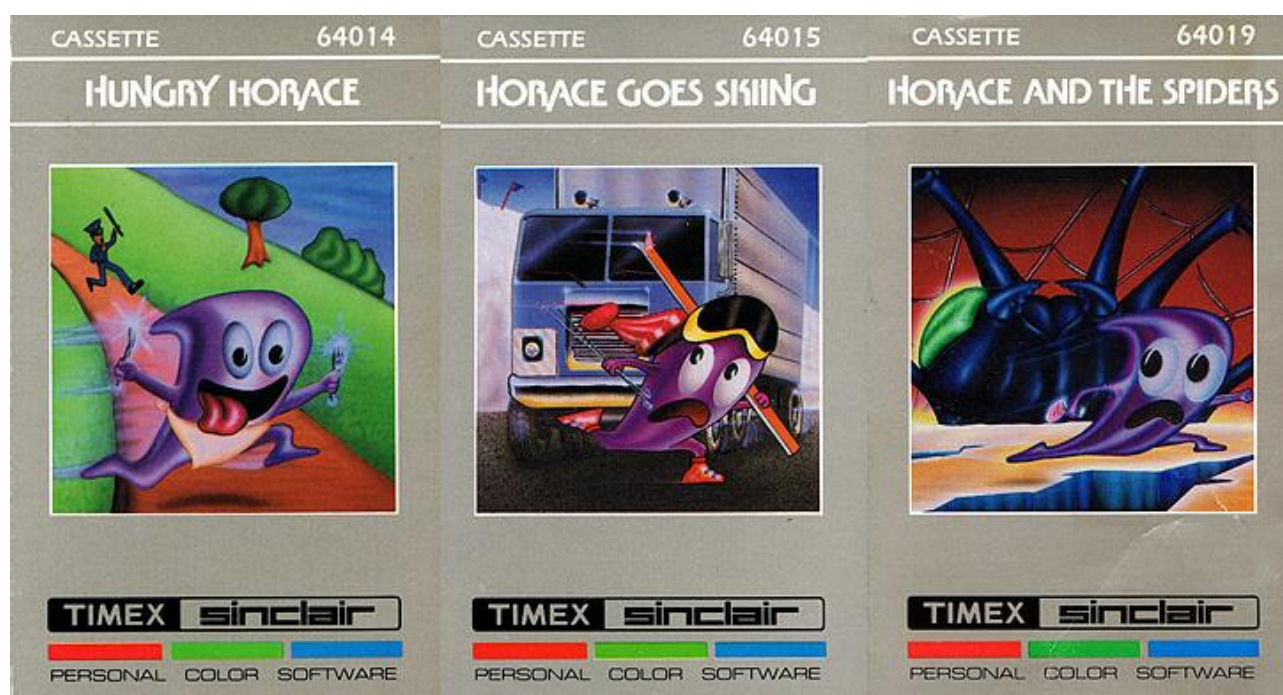 CASSETTE 64014
HUNGRY HORACE
TIMEX sinclair
PERSONAL COLOR SOFTWARE
CASSETTE 64015
HORACE GOES SKIING
TIMEX sinclair
PERSONAL COLOR SOFTWARE
CASSETTE 64019
HORACE AND THE SPIDERS
TIMEX sinclair
PERSONAL COLOR SOFTWARE